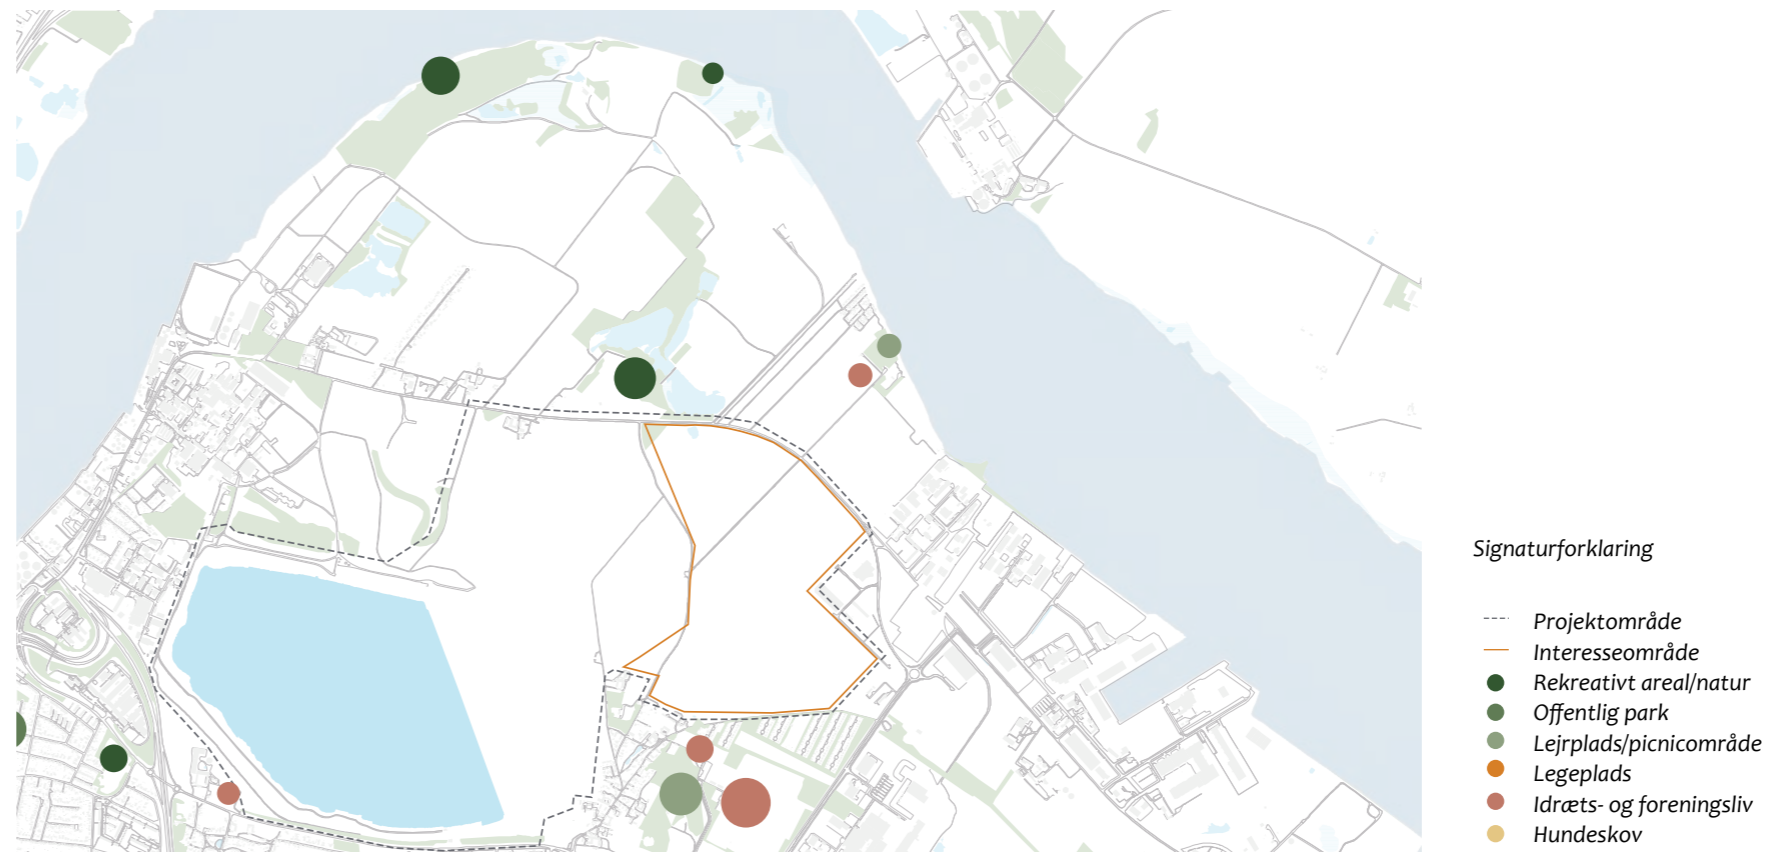 Signaturforklaring
Projektområde
Interesseområde
Rekreativt areal/natur
Offentlig park
Lejrplads/picnicområde
Legeplads
Idræts- og foreningsliv
Hundeskov